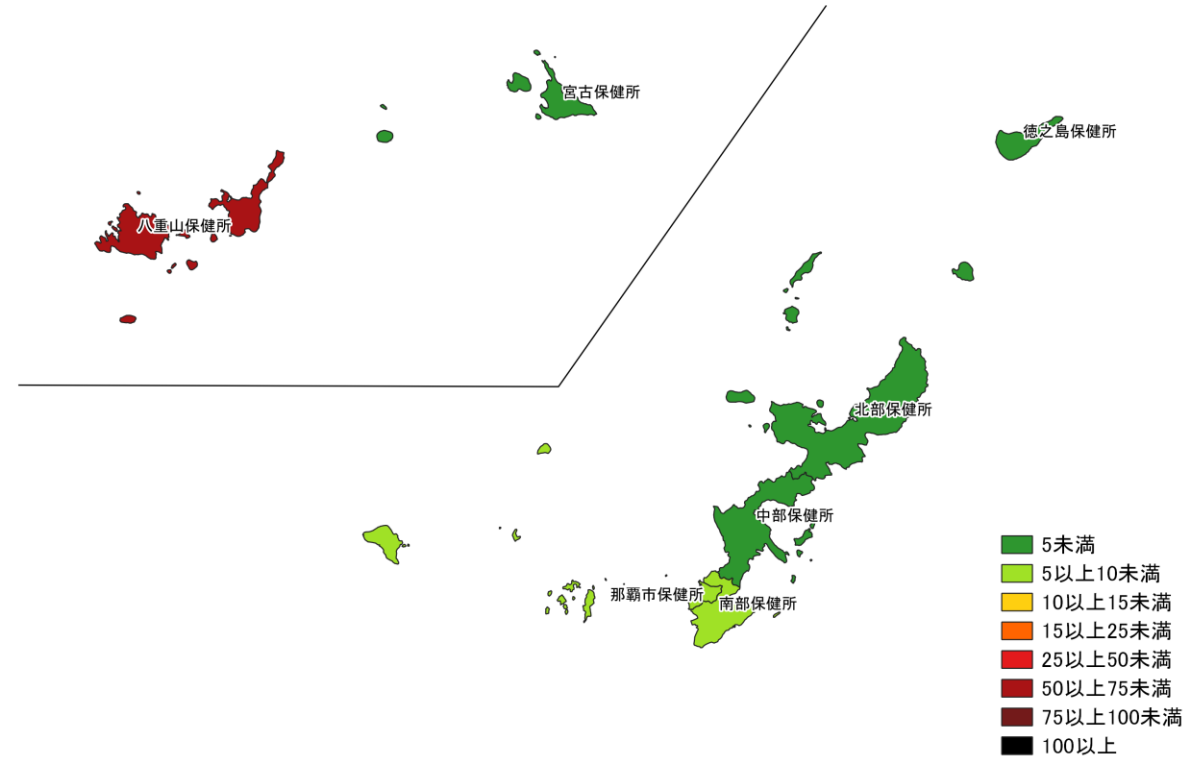 宮古保健所
徳之島保健所
八重山保健所
北部保健所
中部保健所
那覇市保健所
南部保健所
5未満
5以上10未満
10以上15未満
15以上25未満
25以上50未満
50以上75未満
75以上100未満
100以上